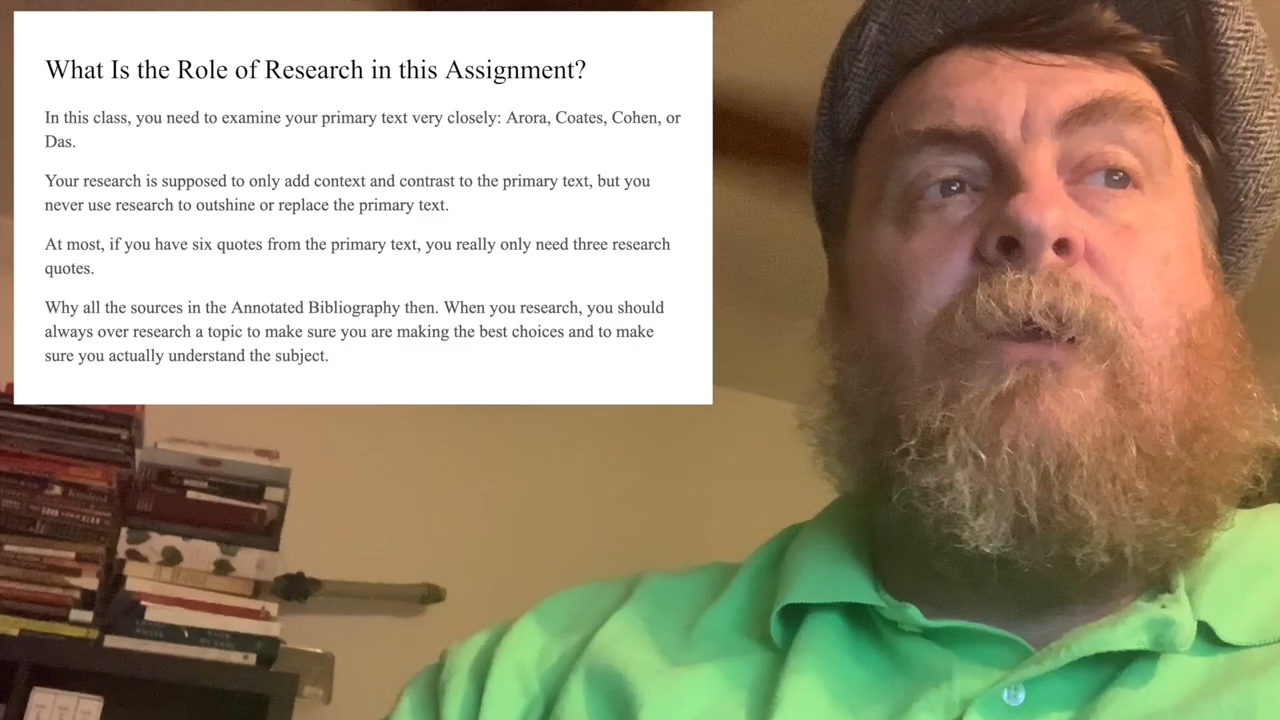 What Is the Role of Research in this Assignment?
In this class, you need to examine your primary text very closely: Arora, Coates, Cohen, or
Das.
Your research is supposed to only add context and contrast to the primary text, but you
never use research to outshine or replace the primary text.
At most, if you have six quotes from the primary text, you really only need three research
quotes.
Why all the sources in the Annotated Bibliography then. When you research, you should
always over research a topic to make sure you are making the best choices and to make
sure you actually understand the subject.
Kindred